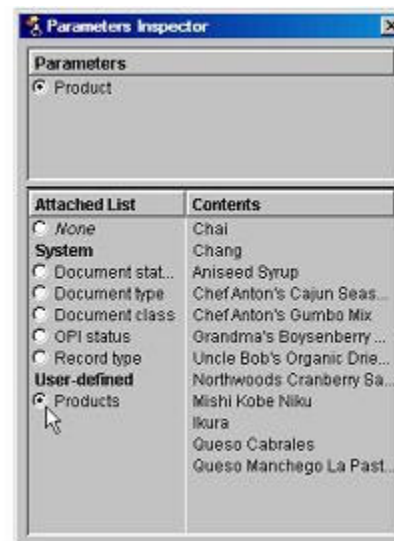 Parameters Inspector
Parameters
Product
Attached List
None
System
Document stat...
Document type
Document class
OPI status
Record type
User-defined
Products
Contents
Chai
Chang
Aniseed Syrup
Chef Anton's Cajun Seas...
Chef Anton's Gumbo Mix
Grandma's Boysenberry ...
Uncle Bob's Organic Drie...
Northwoods Cranberry Sa...
Mishi Kobe Niku
Ikura
Queso Cabrales
Queso Manchego La Past...